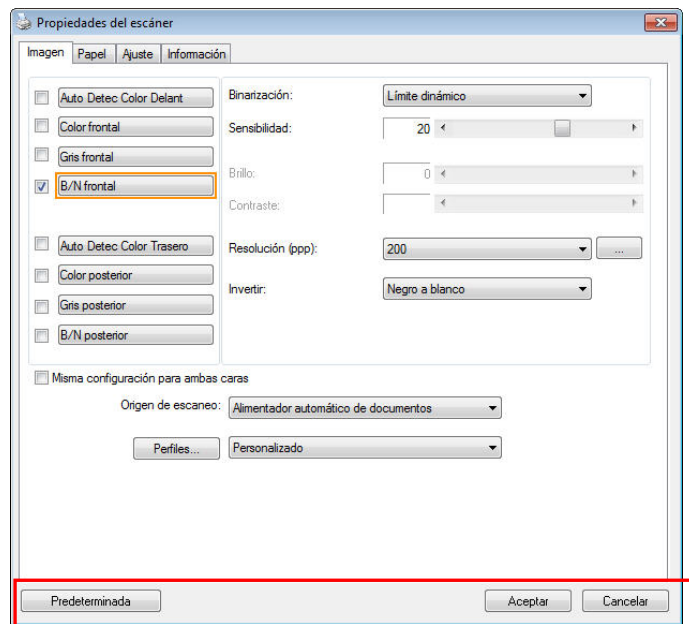 Propiedades del escáner
Imagen Papel Ajuste Información
Auto Detec Color Delant
Color frontal
Gris frontal
B/N frontal
Auto Detec Color Trasero
Color posterior
Gris posterior
B/N posterior
Binarización: Límite dinámico
Sensibilidad: 20
Brillo: 0
Contraste:
Resolución (ppp): 200 ...
Invertir: Negro a blanco
Misma configuración para ambas caras
Origen de escaneo: Alimentador automático de documentos
Perfiles... Personalizado
Predeterminada Aceptar Cancelar